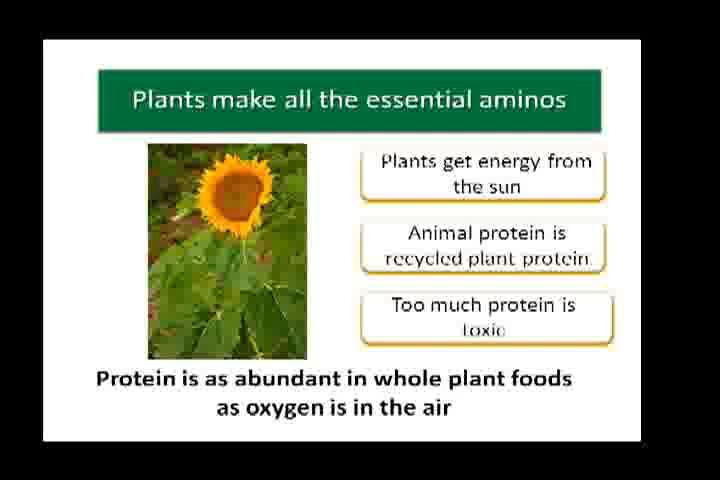 Plants make all the essential aminos
Plants get energy from
the sun
Animal protein is
recycled plant protein
Too much protein is
toxic
Protein is as abundant in whole plant foods
as oxygen is in the air